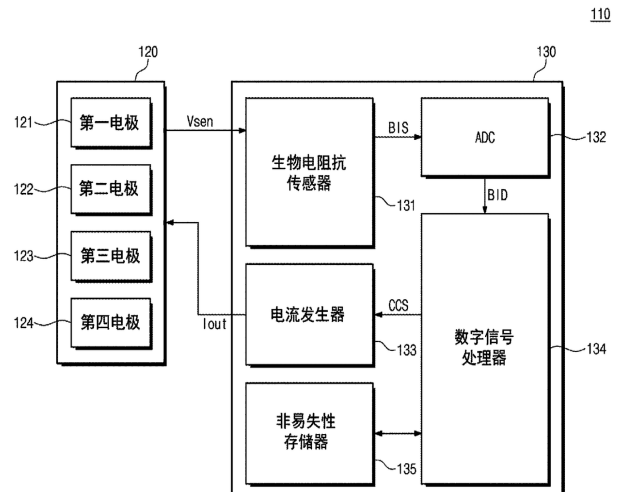 110
120
130
121
第一电极
122
第二电极
123
第三电极
124
第四电极
Vsen
Iout
生物电阻抗
传感器
131
BIS
ADC
132
BID
电流发生器
133
CCS
数字信号
处理器
134
非易失性
存储器
135